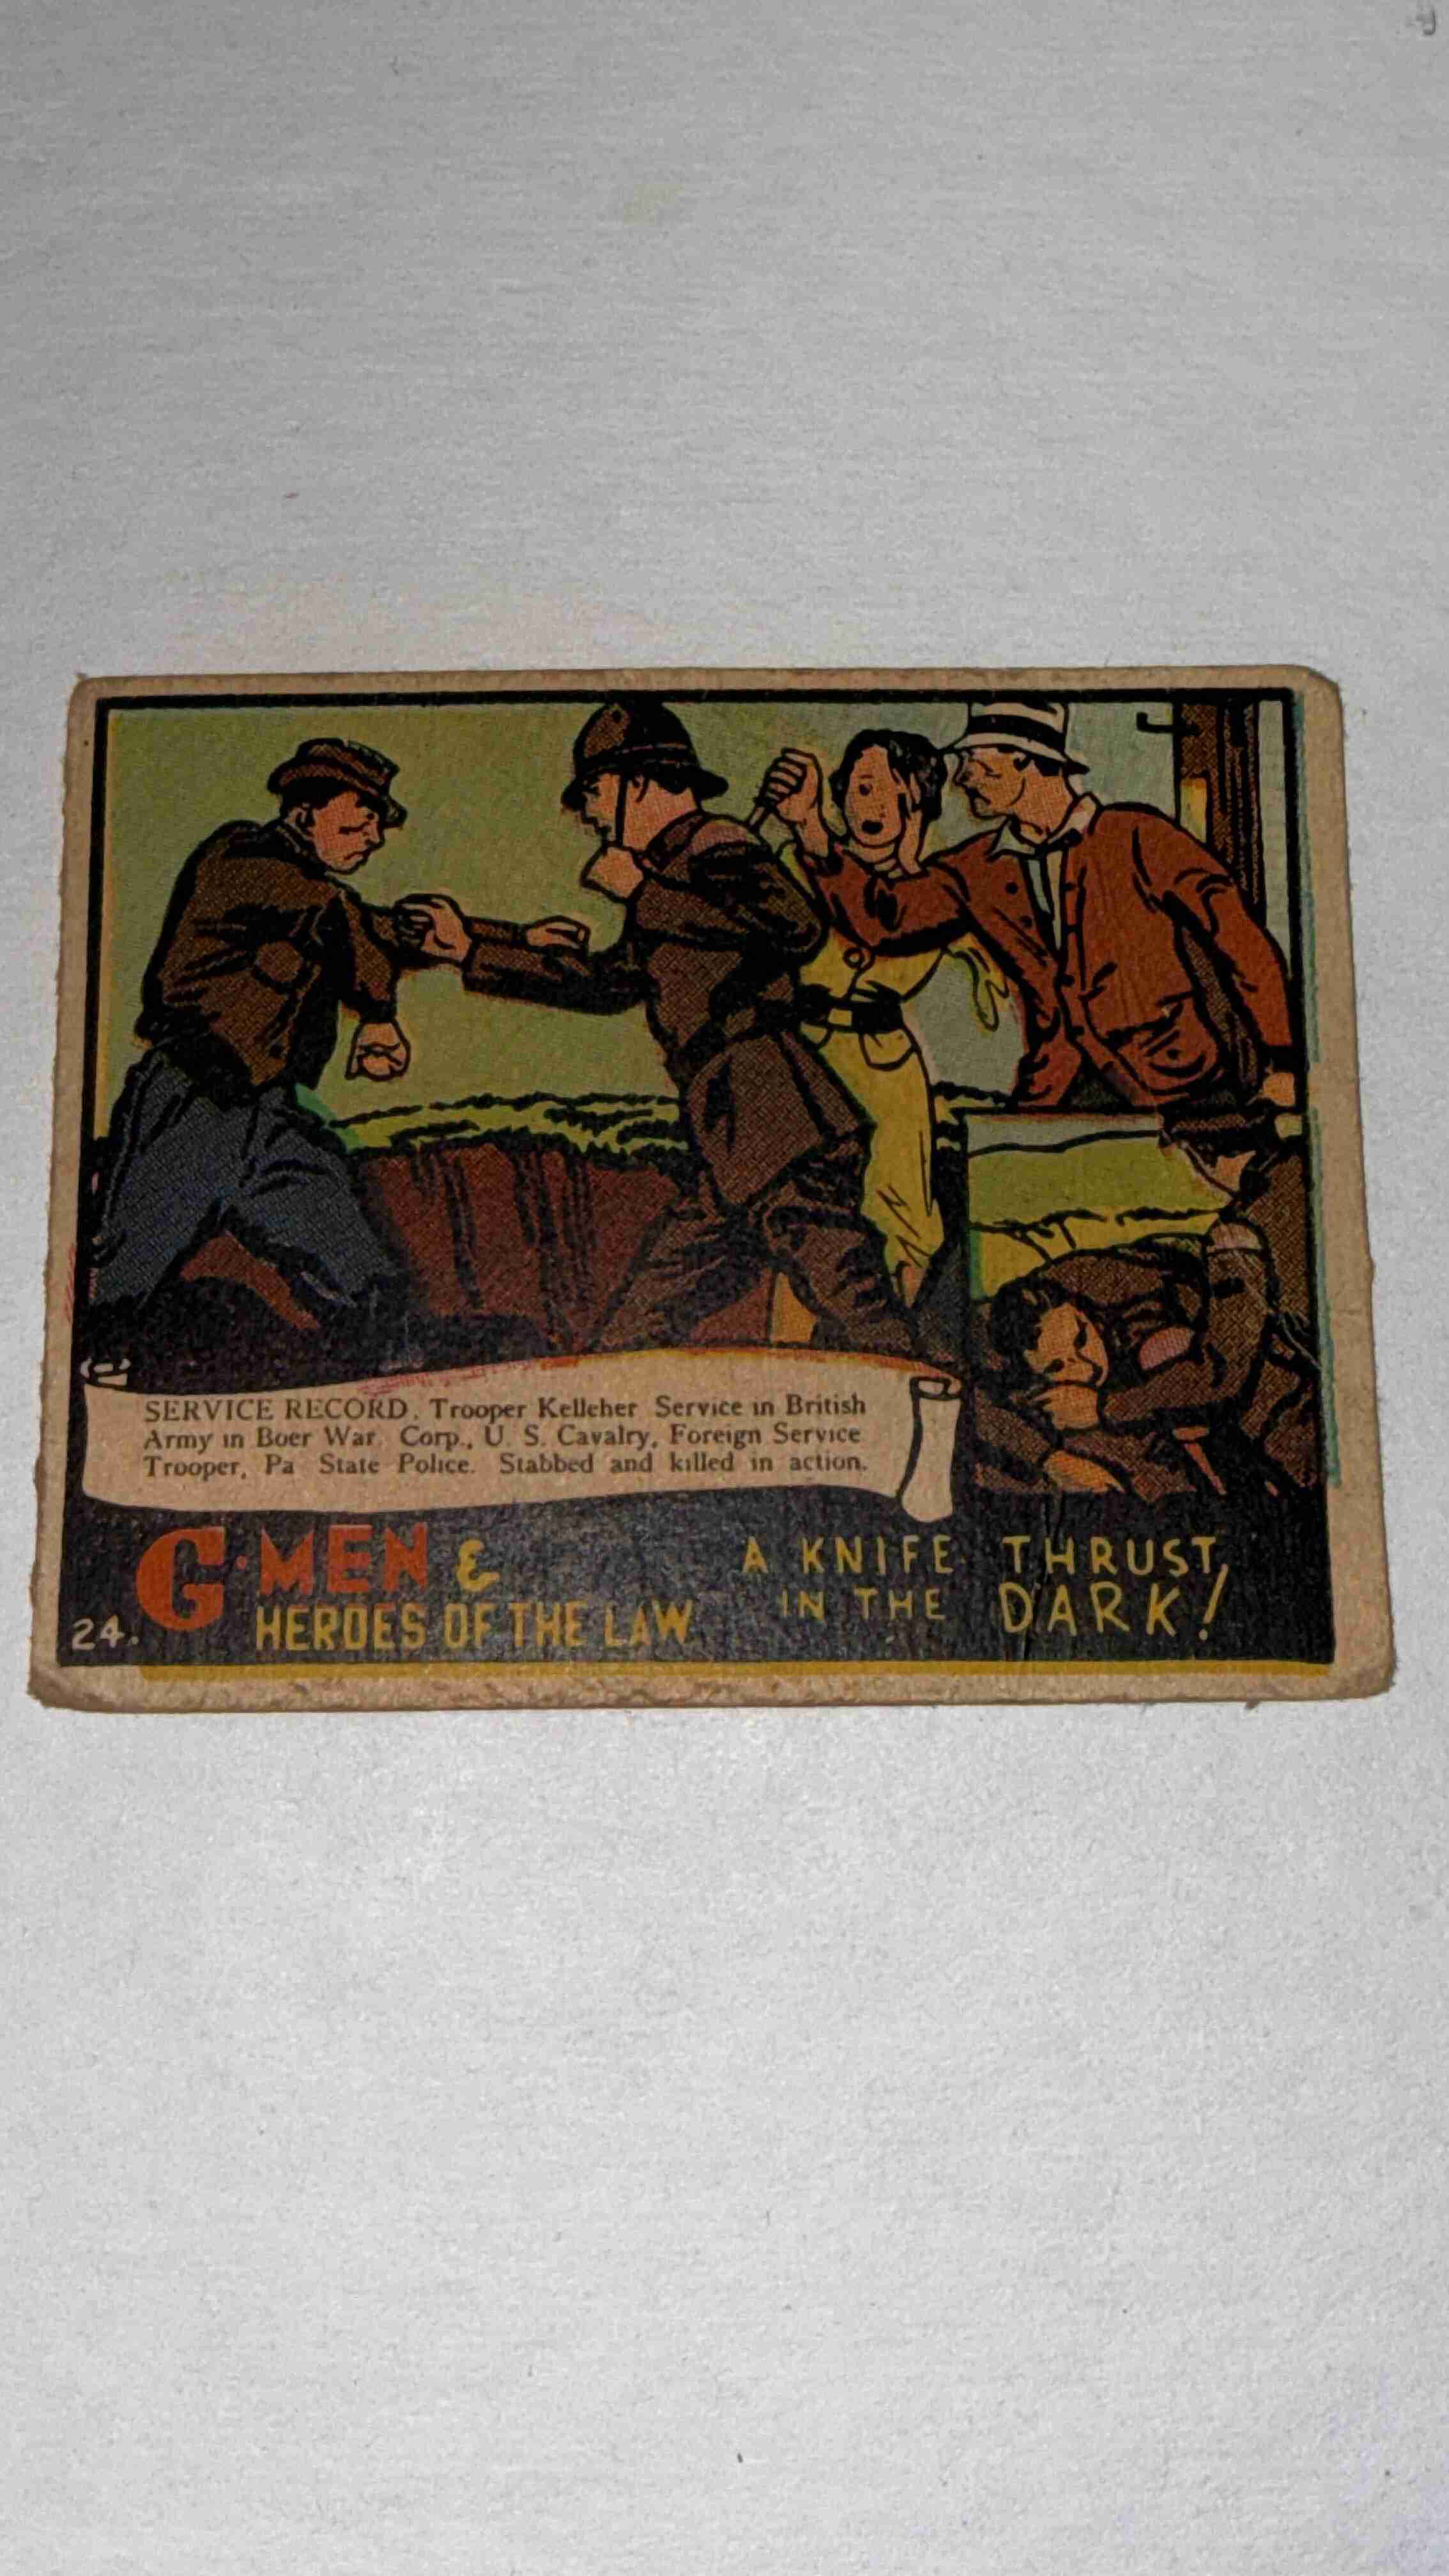 SERVICE RECORD. Trooper Kelleher Service in British
Army in Boer War. Corp., U. S. Cavalry, Foreign Service
Trooper, Pa State Police. Stabbed and killed in action.
G-MEN &
HEROES OF THE LAW
24.
A KNIFE THRUST
IN THE DARK!